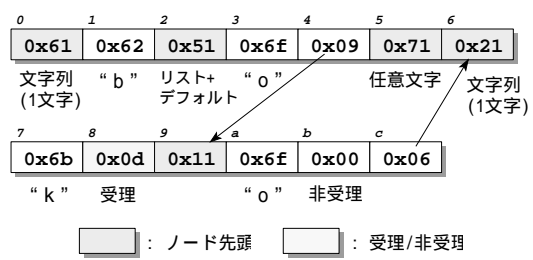 0 1 2 3 4 5 6
0x61 0x62 0x51 0x6f 0x09 0x71 0x21
文字列 “b” リスト+ “o” 任意文字 文字列
(1文字) デフォルト (1文字)
7 8 9 a b c
0x6b 0x0d 0x11 0x6f 0x00 0x06
“k” 受理 “o” 非受理
: ノード先頭 : 受理/非受理